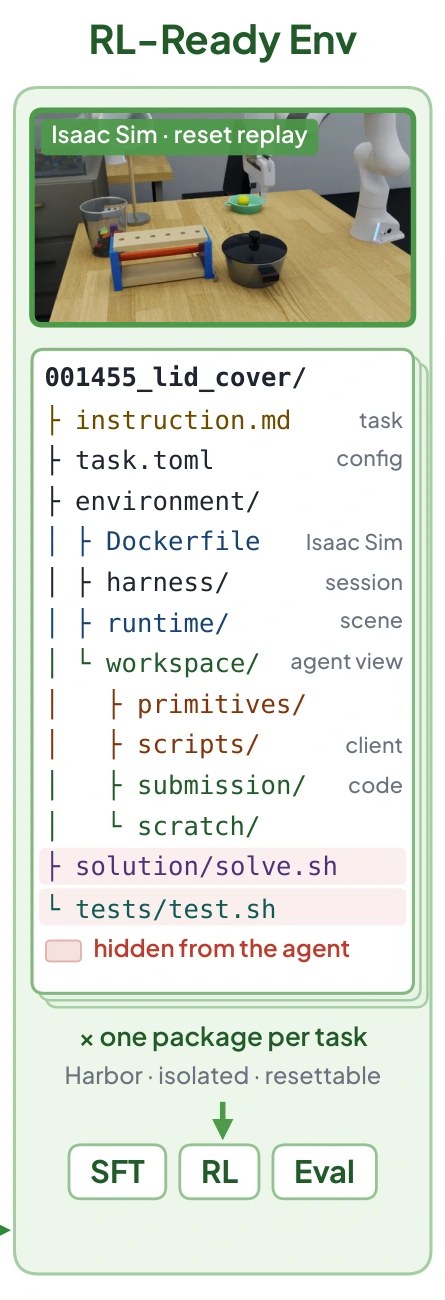 RL-Ready Env
Isaac Sim · reset replay
001455_lid_cover/
├ instruction.md task
├ task.toml config
├ environment/
│ ├ Dockerfile Isaac Sim
│ ├ harness/ session
│ ├ runtime/ scene
│ └ workspace/ agent view
│ ├ primitives/
│ ├ scripts/ client
│ ├ submission/ code
│ └ scratch/
├ solution/solve.sh
└ tests/test.sh
hidden from the agent
× one package per task
Harbor · isolated · resettable
SFT RL Eval